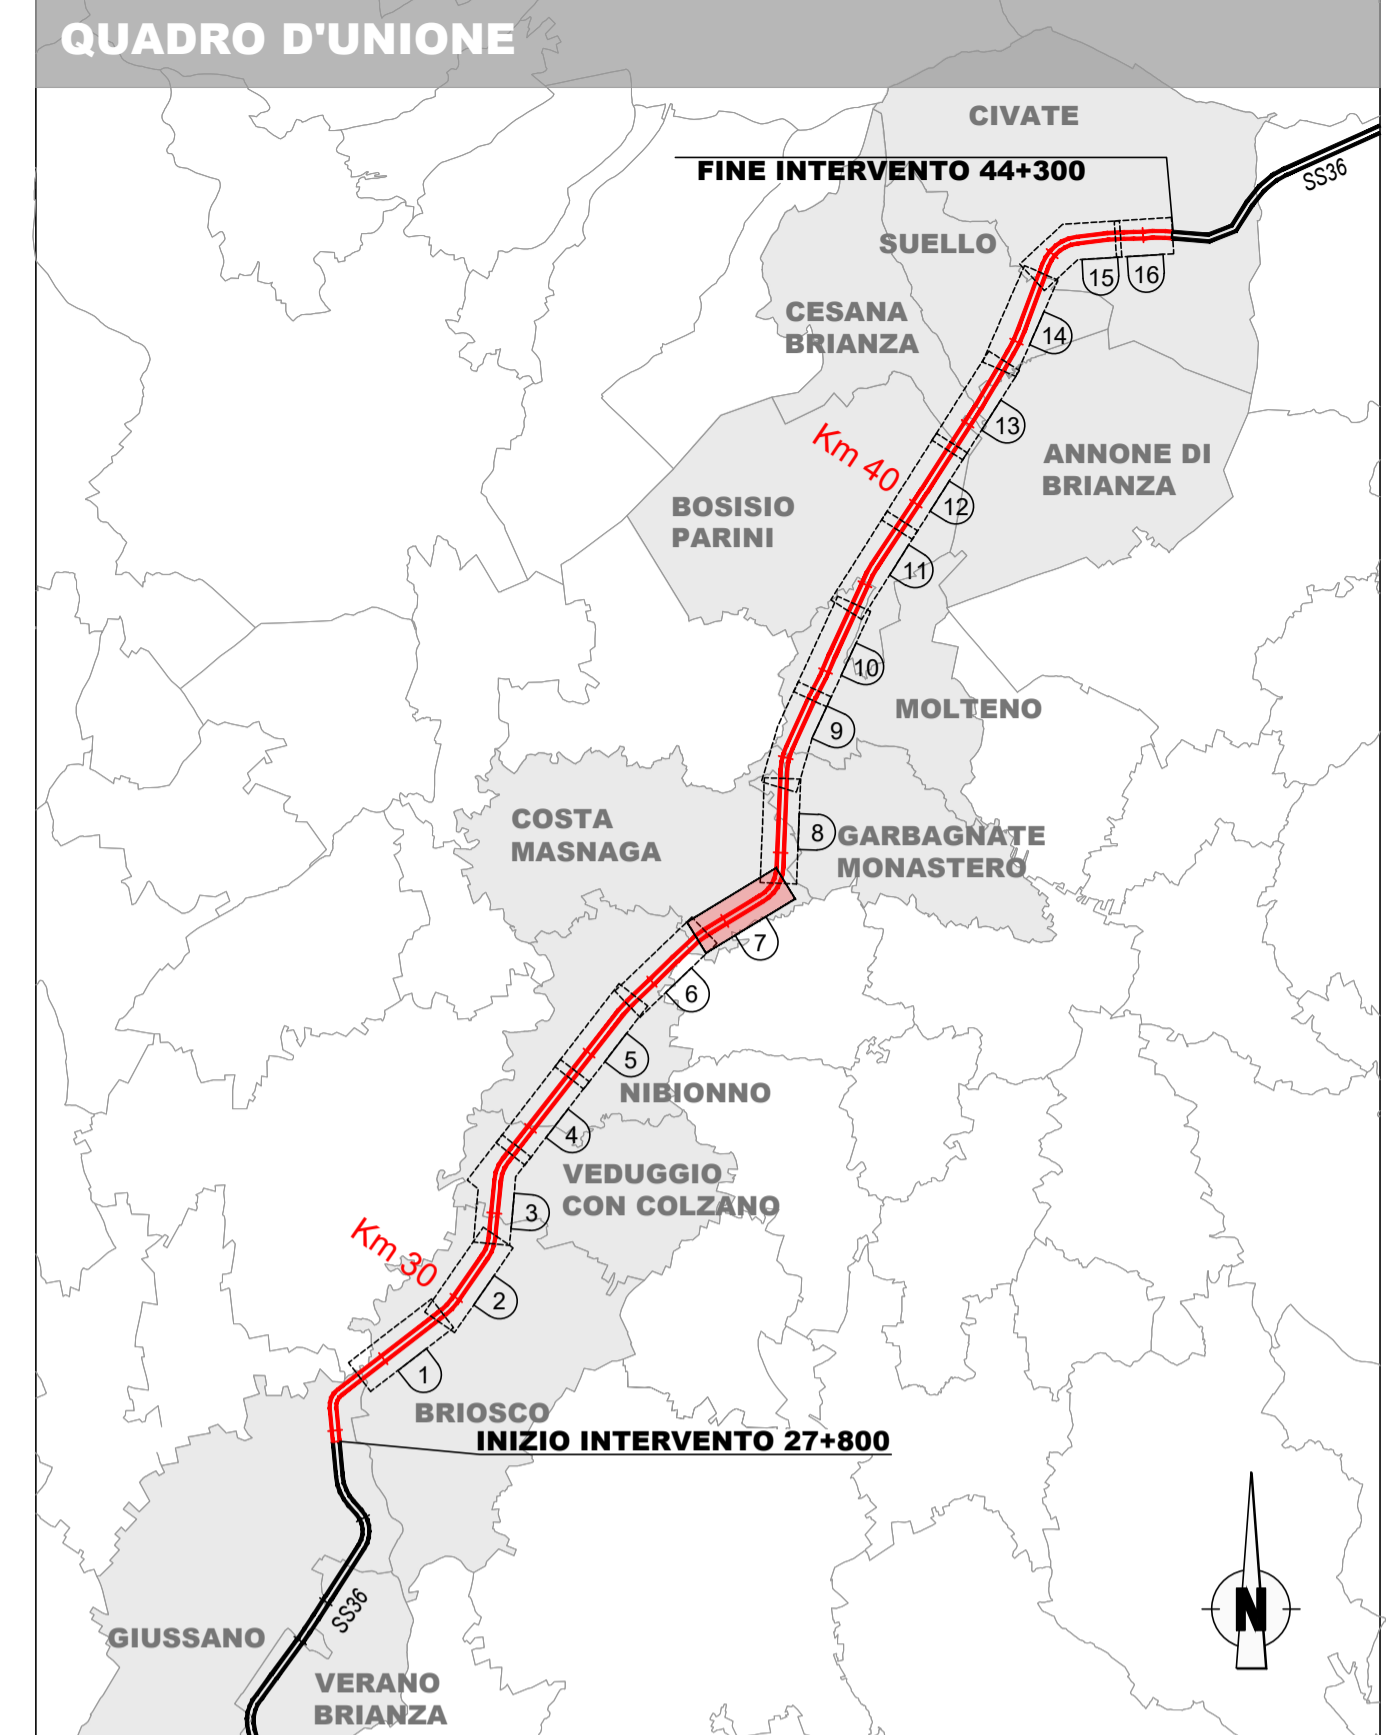 QUADRO D'UNIONE
CIVATE
FINE INTERVENTO 44+300
SS36
SUELLO
15
16
CESANA
BRIANZA
14
13
Km 40
ANNONE DI
BRIANZA
BOSISIO
PARINI
12
11
10
MOLTENO
9
COSTA
MASNAGA
8
GARBAGNATE
MONASTERO
7
6
5
NIBIONNO
4
VEDUGGIO
CON COLZANO
3
Km 30
2
1
BRIOSCO
INIZIO INTERVENTO 27+800
SS36
GIUSSANO
N
VERANO
BRIANZA